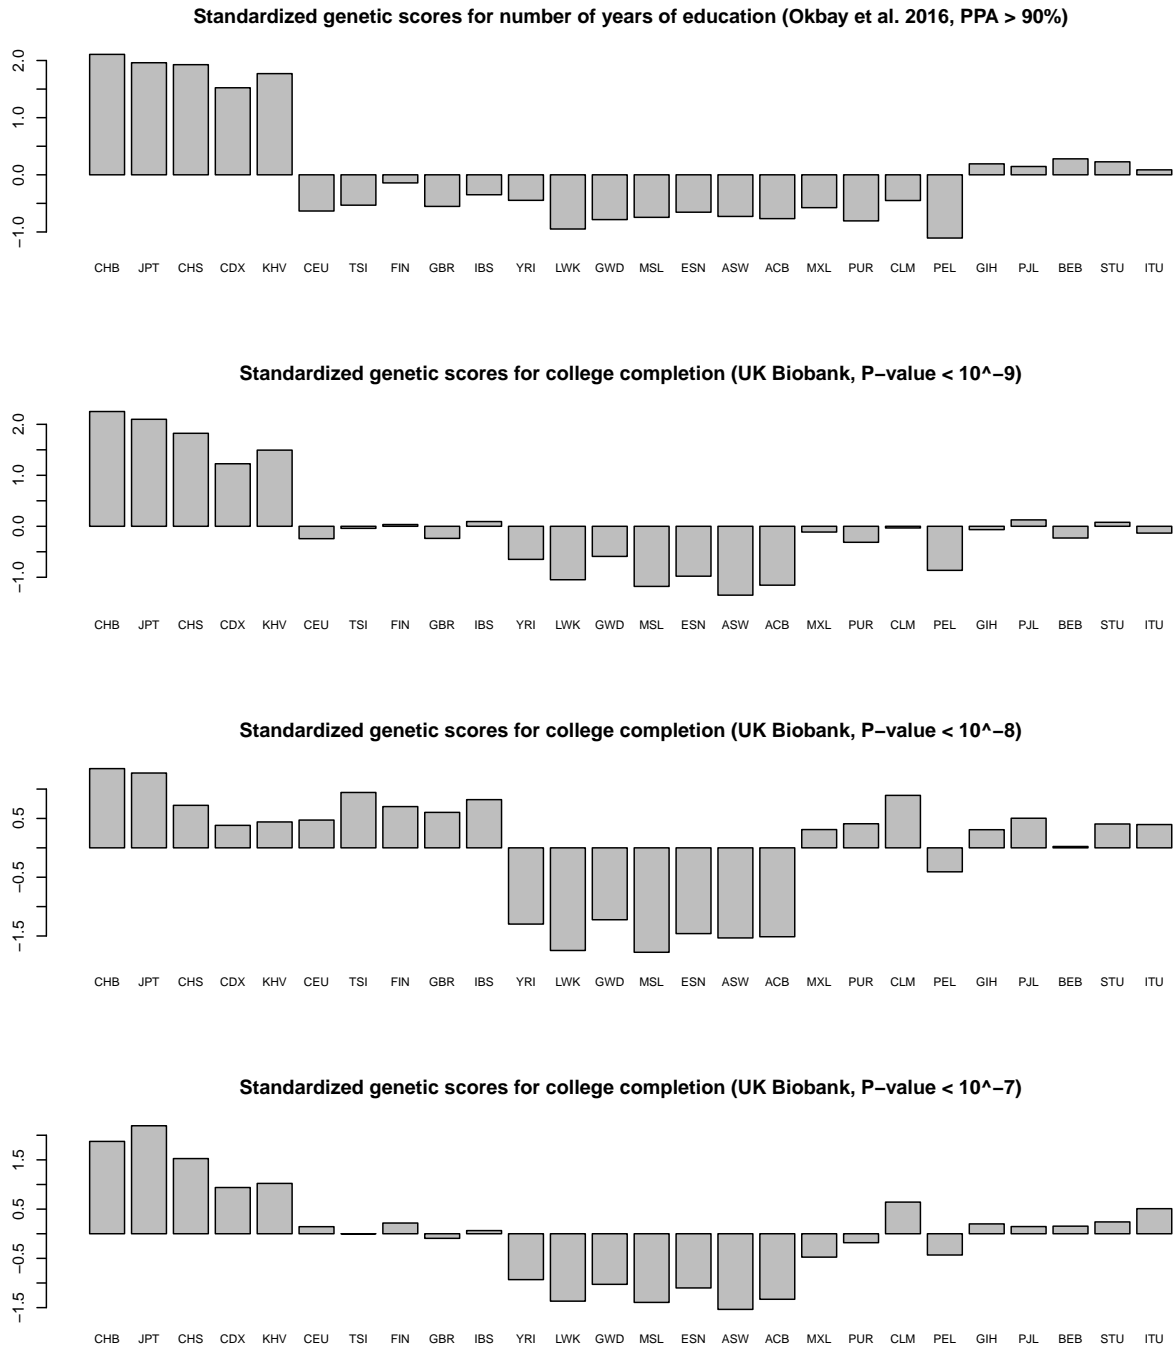 Standardized genetic scores for number of years of education (Okbay et al. 2016, PPA > 90%)
2.0
1.0
0.0
−1.0
CHB JPT CHS CDX KHV CEU TSI FIN GBR IBS YRI LWK GWD MSL ESN ASW ACB MXL PUR CLM PEL GIH PJL BEB STU ITU
Standardized genetic scores for college completion (UK Biobank, P−value < 10^−9)
2.0
1.0
0.0
−1.0
CHB JPT CHS CDX KHV CEU TSI FIN GBR IBS YRI LWK GWD MSL ESN ASW ACB MXL PUR CLM PEL GIH PJL BEB STU ITU
Standardized genetic scores for college completion (UK Biobank, P−value < 10^−8)
0.5
−0.5
−1.5
CHB JPT CHS CDX KHV CEU TSI FIN GBR IBS YRI LWK GWD MSL ESN ASW ACB MXL PUR CLM PEL GIH PJL BEB STU ITU
Standardized genetic scores for college completion (UK Biobank, P−value < 10^−7)
1.5
0.5
−0.5
−1.5
CHB JPT CHS CDX KHV CEU TSI FIN GBR IBS YRI LWK GWD MSL ESN ASW ACB MXL PUR CLM PEL GIH PJL BEB STU ITU